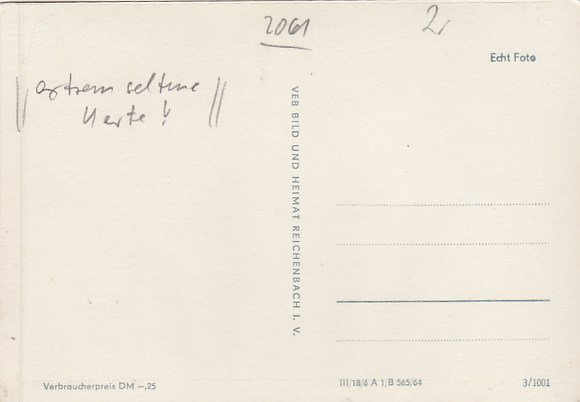 2061
2
Echt Foto
extrem seltene
Karte!
VEB BILD UND HEIMAT REICHENBACH I. V.
Verbraucherpreis DM –,25
III/18/6 A 1/B 565/64
3/1001